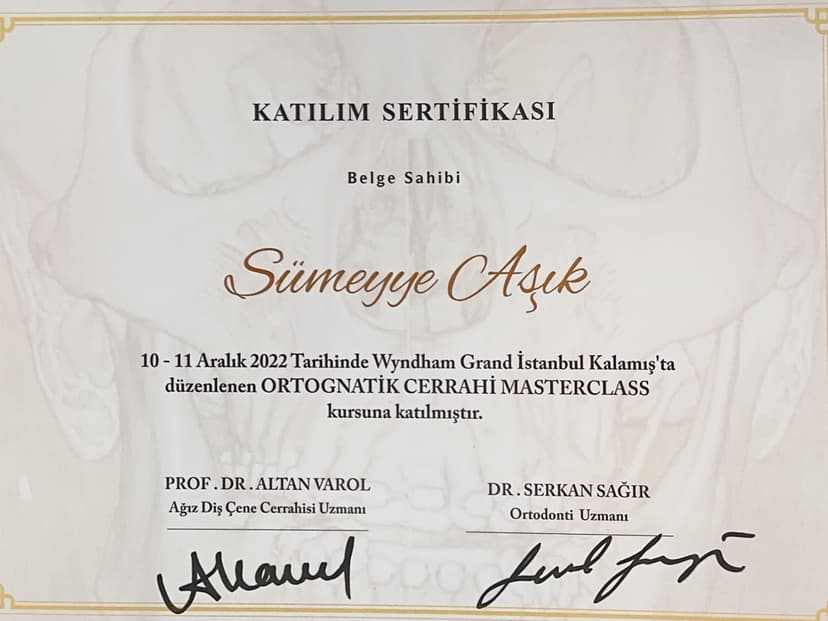 KATILIM SERTİFİKASI
Belge Sahibi
Sümeyye Aşık
10 - 11 Aralık 2022 Tarihinde Wyndham Grand İstanbul Kalamış'ta
düzenlenen ORTOGNATİK CERRAHİ MASTERCLASS
kursuna katılmıştır.
PROF. DR. ALTAN VAROL
Ağız Diş Çene Cerrahisi Uzmanı
DR. SERKAN SAĞIR
Ortodonti Uzmanı